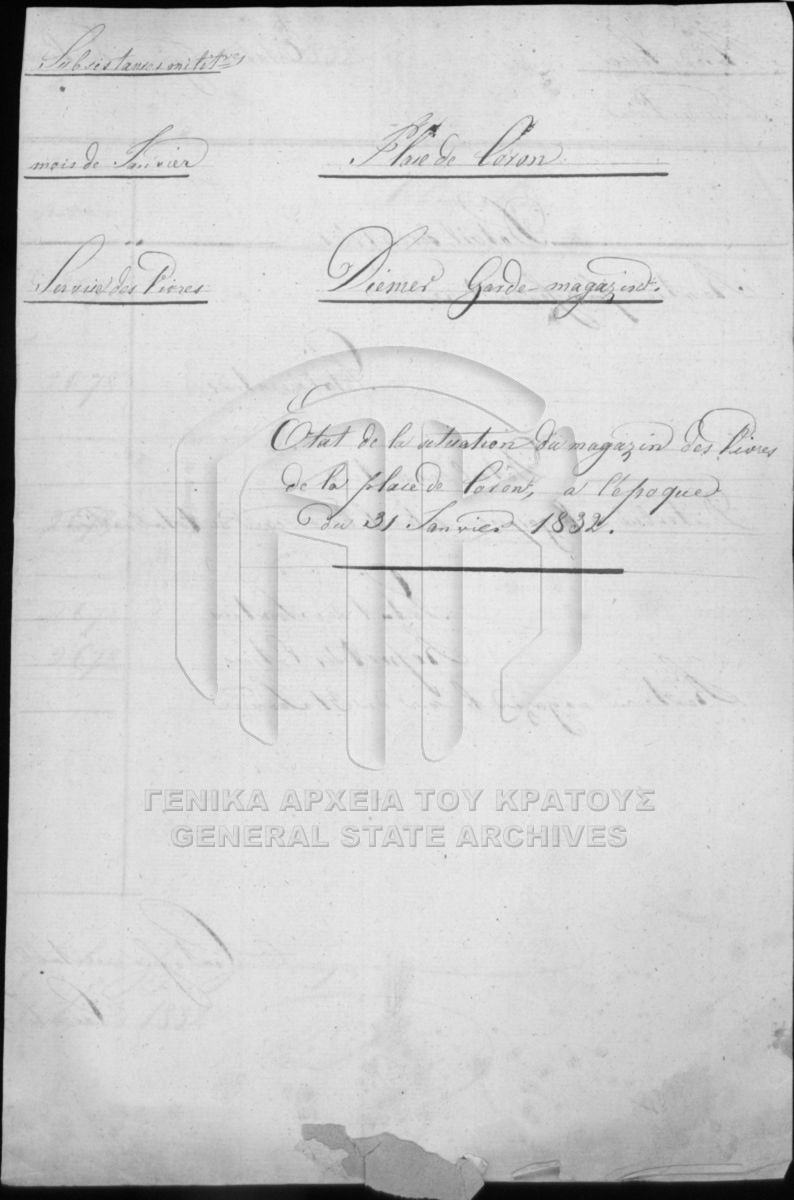 Subsistances milit.res
mois de Janvier
Place de Coron
Service des Vivres
Diemer Garde-magazin
Etat de la situation du magazin des Vivres
de la place de Coron, a l'époque
du 31 Janvier 1832.
ΓΕΝΙΚΑ ΑΡΧΕΙΑ ΤΟΥ ΚΡΑΤΟΥΣ
GENERAL STATE ARCHIVES